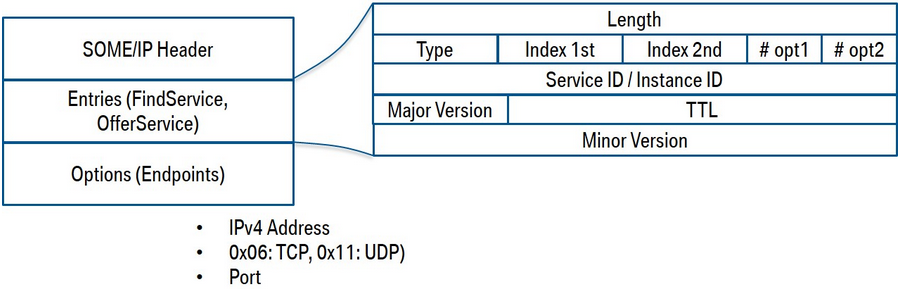 SOME/IP Header
Entries (FindService,
OfferService)
Options (Endpoints)
Length
Type Index 1st Index 2nd # opt1 # opt2
Service ID / Instance ID
Major Version TTL
Minor Version
• IPv4 Address
• 0x06: TCP, 0x11: UDP)
• Port